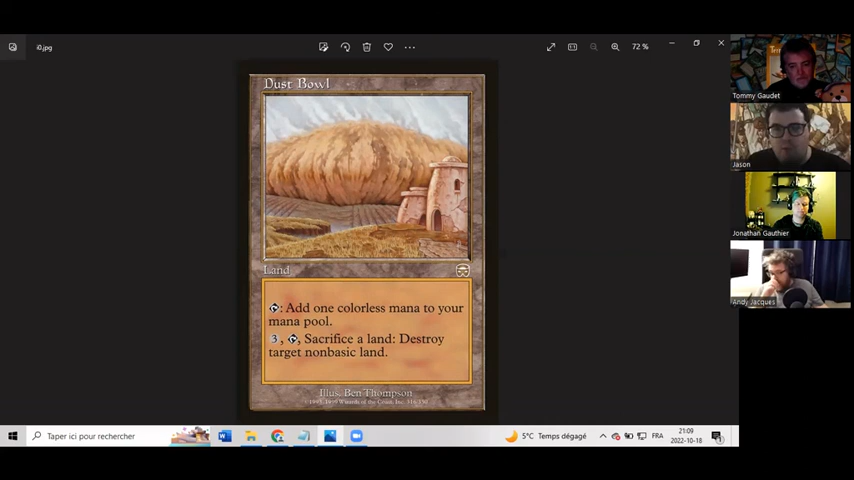 i0.jpg
72 %
Tommy Gaudet
Jason
Jonathan Gauthier
Andy Jacques
Dust Bowl
Land
: Add one colorless mana to your
mana pool.
3, , Sacrifice a land: Destroy
target nonbasic land.
Illus. Ben Thompson
Taper ici pour rechercher
5°C Temps dégagé
FRA
21:09
2022-10-18